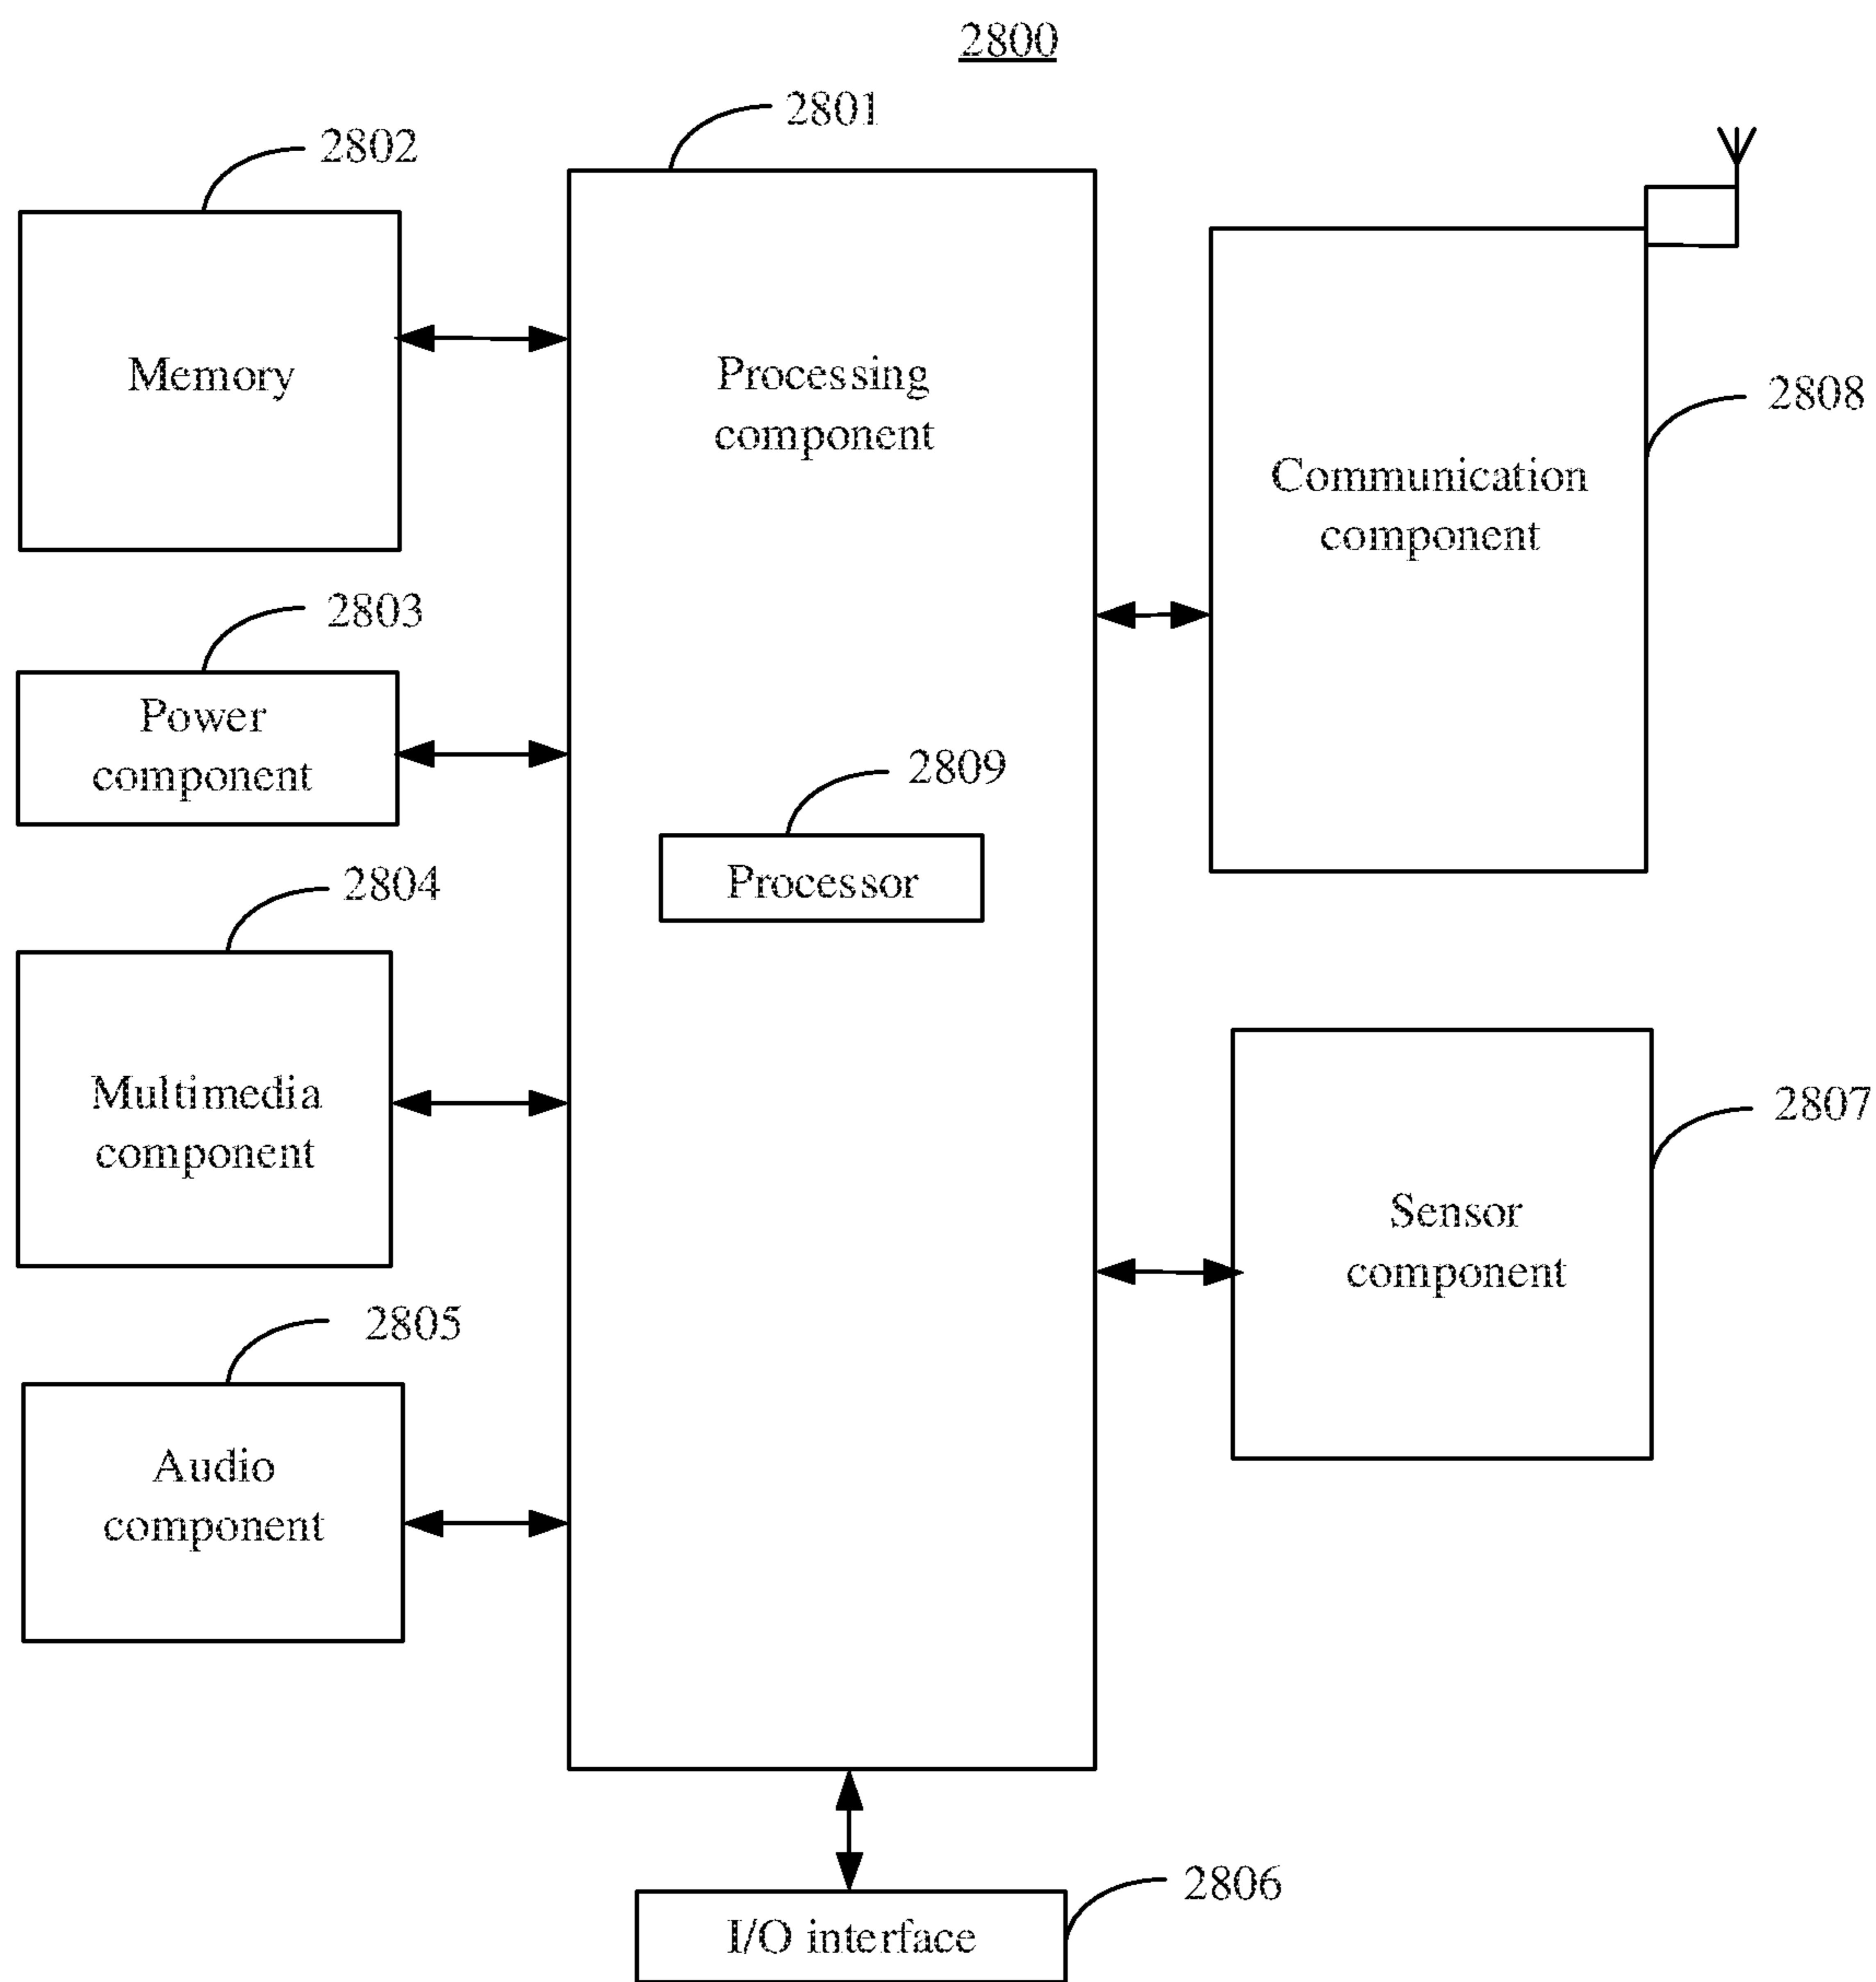 2800
2801
2802
Memory
Processing
component
2808
Communication
component
2803
Power
component
2809
Processor
2804
Multimedia
component
2807
Sensor
component
2805
Audio
component
2806
I/O interface